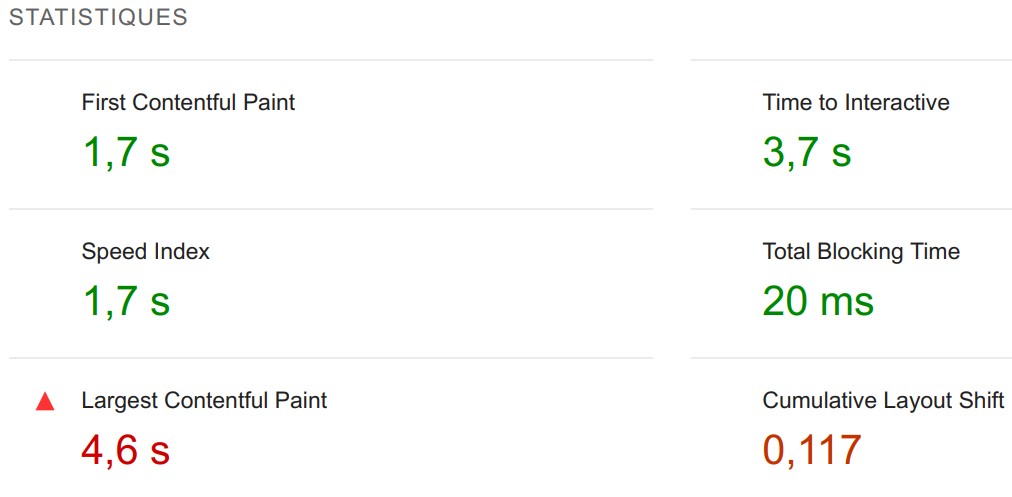 STATISTIQUES
First Contentful Paint
1,7 s
Time to Interactive
3,7 s
Speed Index
1,7 s
Total Blocking Time
20 ms
Largest Contentful Paint
4,6 s
Cumulative Layout Shift
0,117